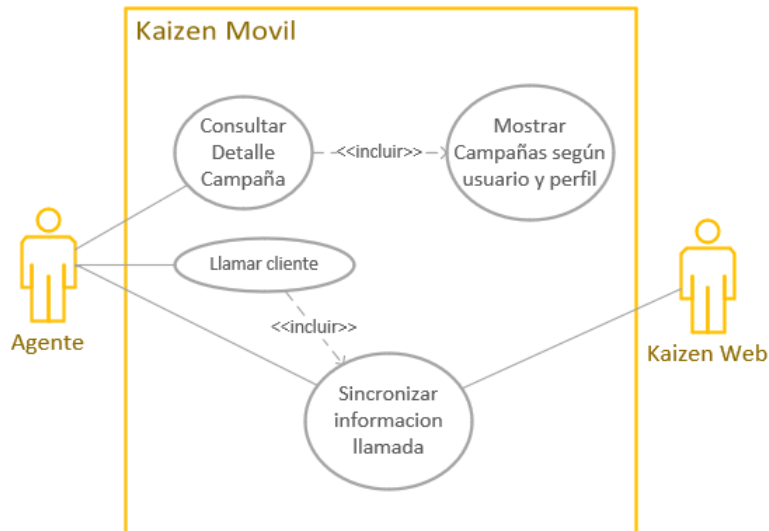 Kaizen Movil
Consultar
Detalle
Campaña
<<incluir>>
Mostrar
Campañas según
usuario y perfil
Llamar cliente
<<incluir>>
Agente
Kaizen Web
Sincronizar
informacion
llamada